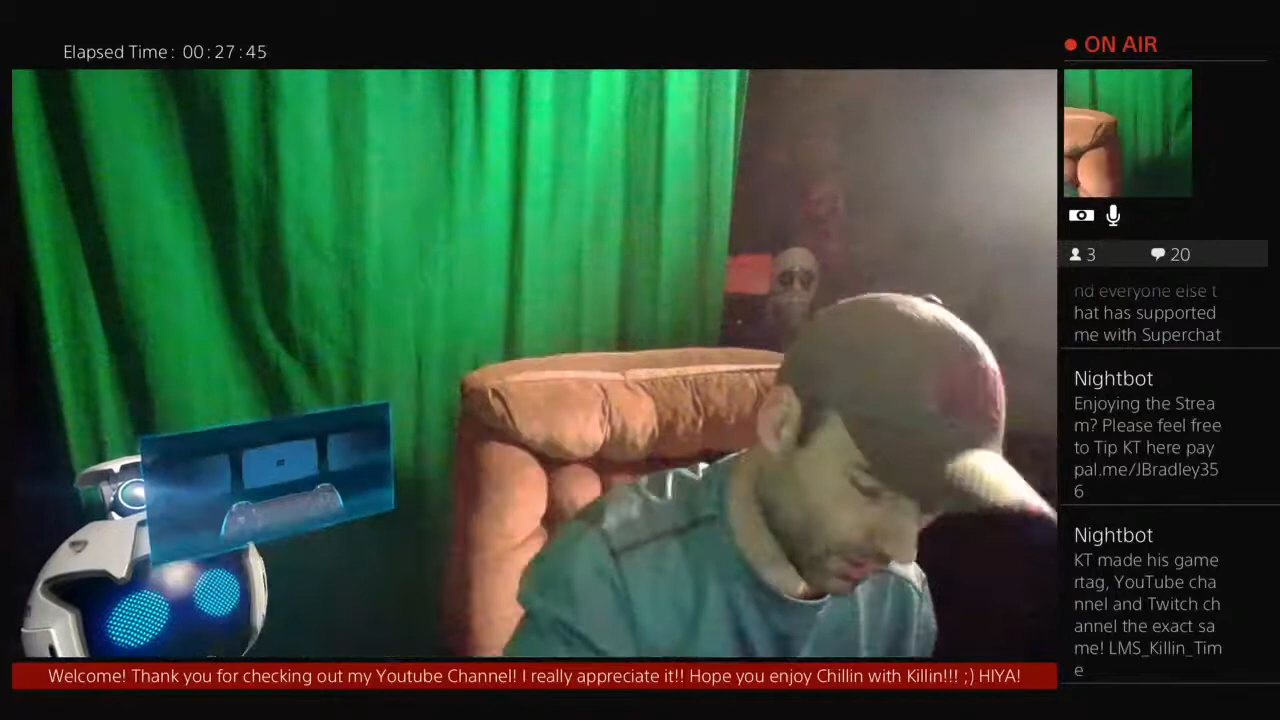 Elapsed Time: 00:27:45
ON AIR
3
20
nd everyone else t
hat has supported
me with Superchat
Nightbot
Enjoying the Strea
m? Please feel free
to Tip KT here pay
pal.me/JBradley35
6
Nightbot
KT made his game
rtag, YouTube cha
nnel and Twitch ch
annel the exact sa
me! LMS_Killin_Tim
e
Welcome! Thank you for checking out my Youtube Channel! I really appreciate it!! Hope you enjoy Chillin with Killin!!! ;) HIYA!